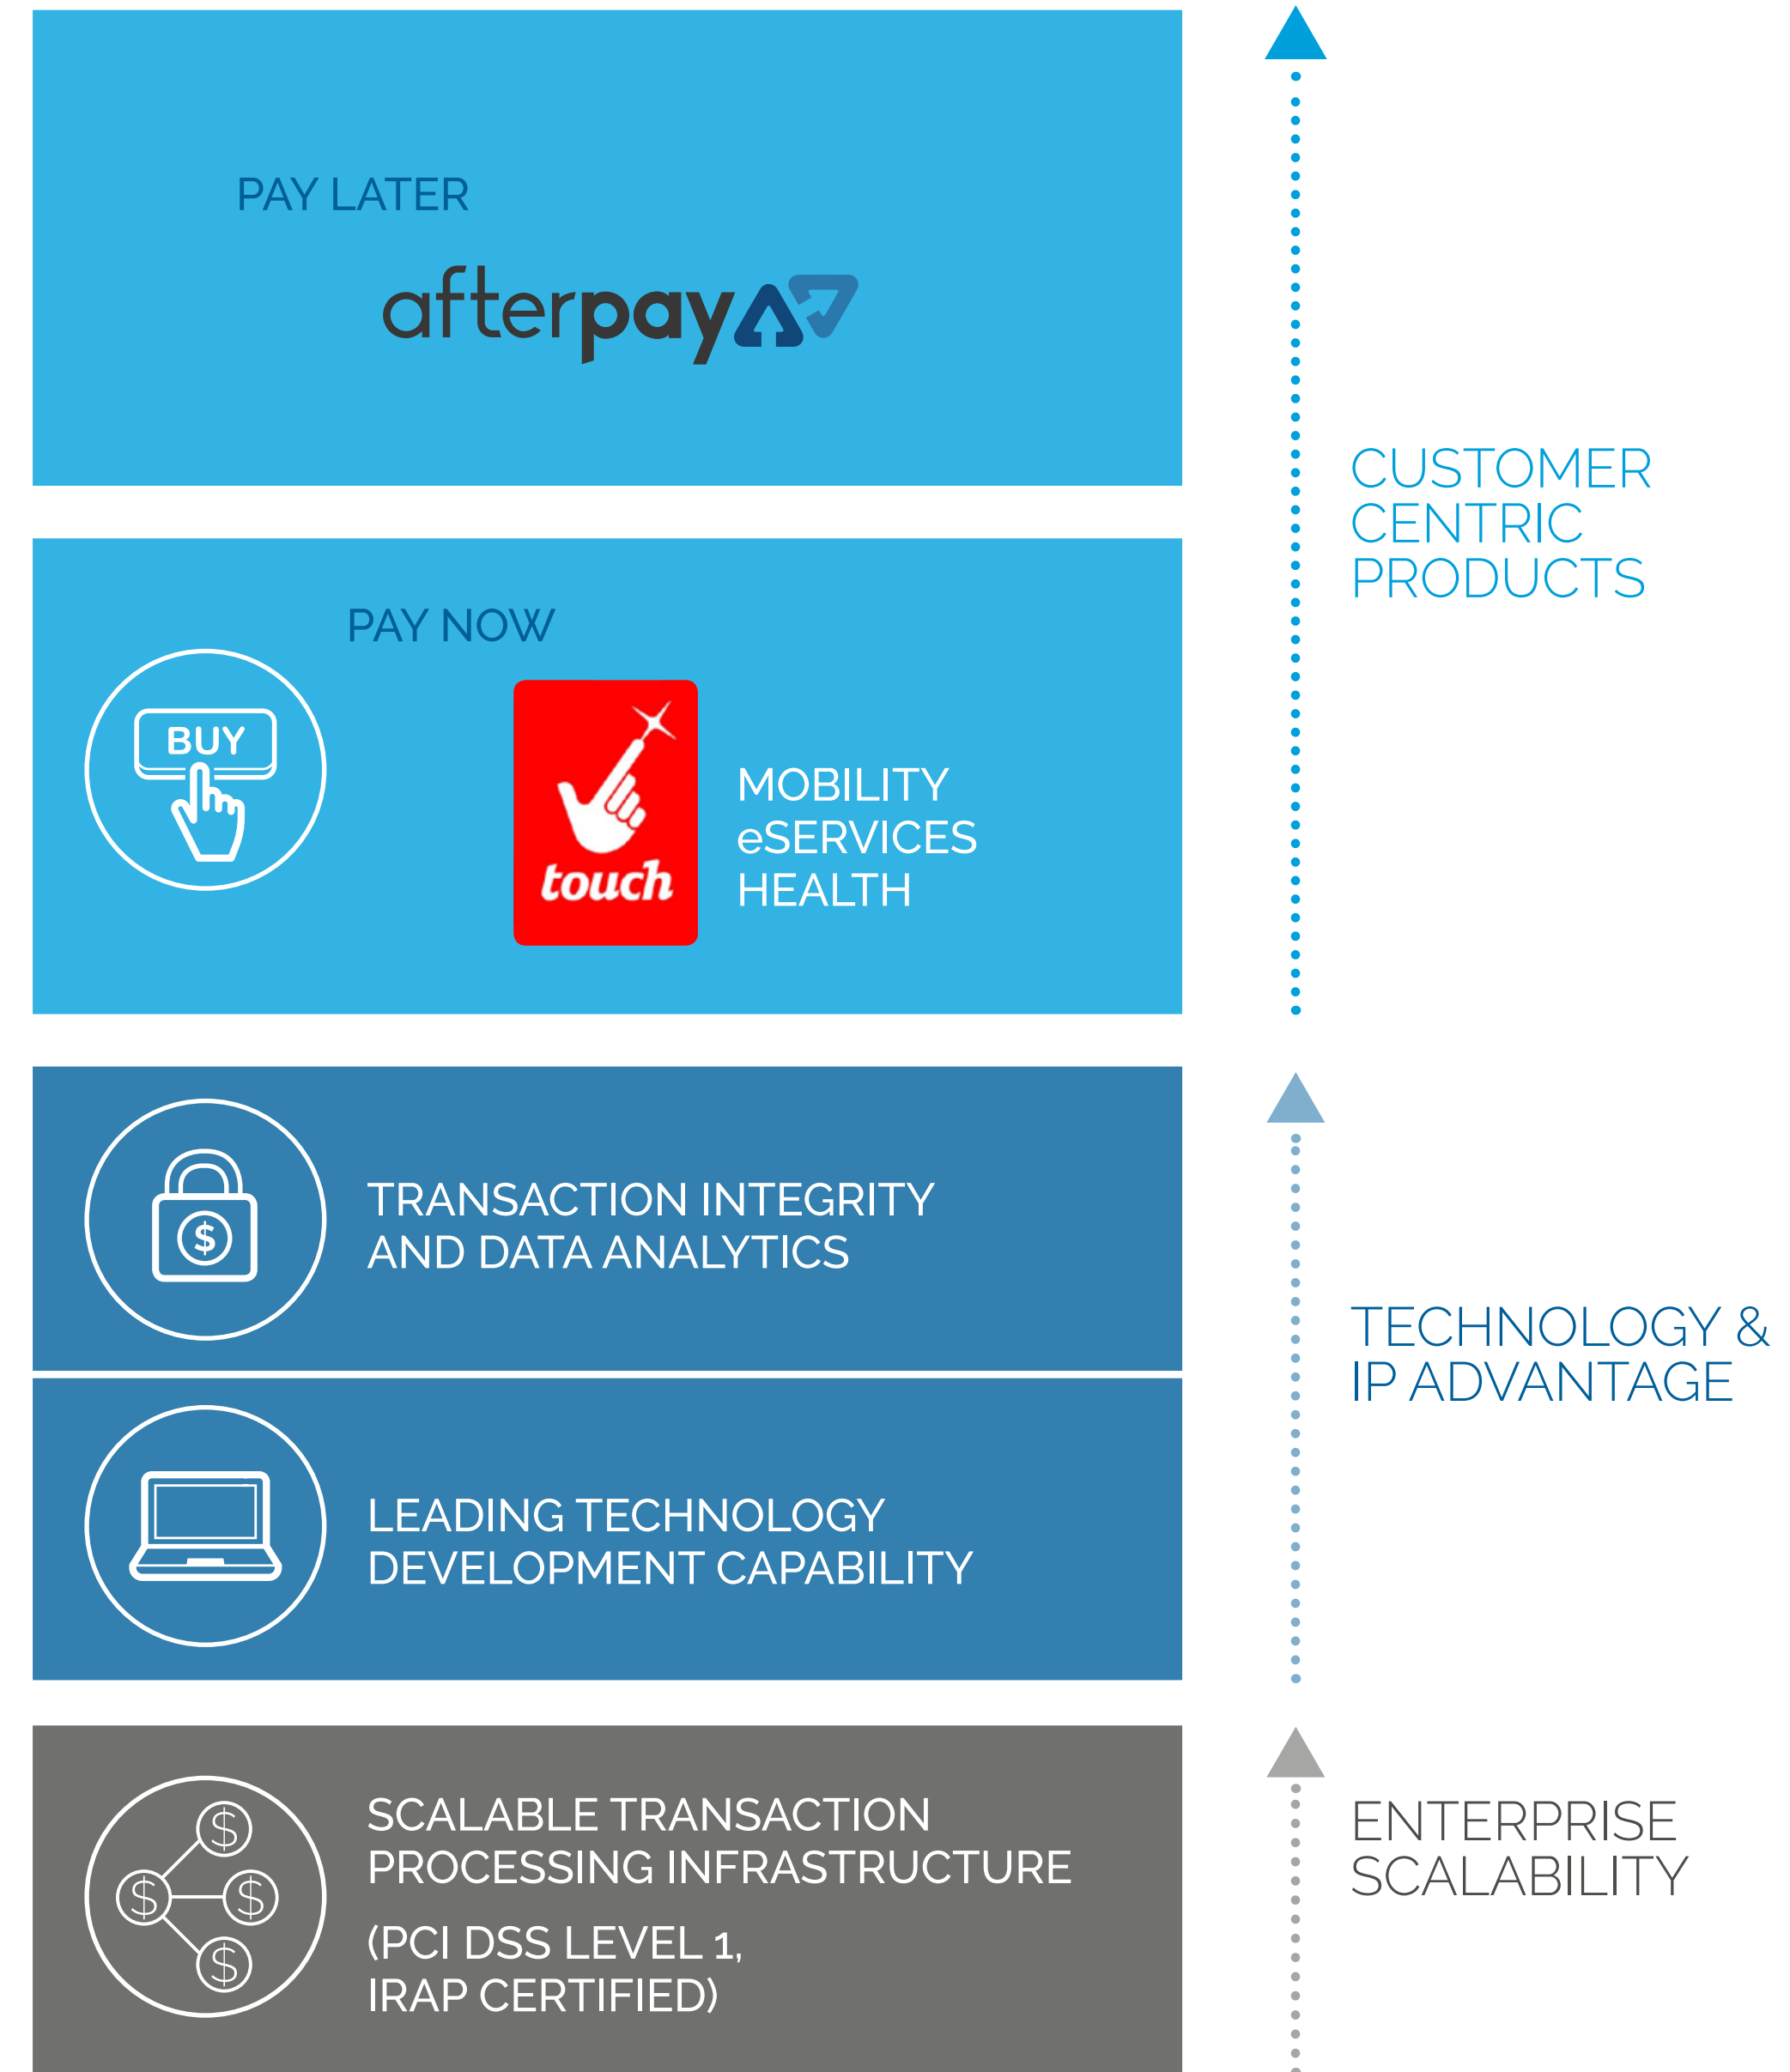 PAY LATER
afterpay
CUSTOMER
CENTRIC
PRODUCTS
PAY NOW
BUY
touch
MOBILITY
eSERVICES
HEALTH
$
TRANSACTION INTEGRITY
AND DATA ANALYTICS
TECHNOLOGY &
IP ADVANTAGE
LEADING TECHNOLOGY
DEVELOPMENT CAPABILITY
$
$ $
$
SCALABLE TRANSACTION
PROCESSING INFRASTRUCTURE
(PCI DSS LEVEL 1,
IRAP CERTIFIED)
ENTERPRISE
SCALABILITY